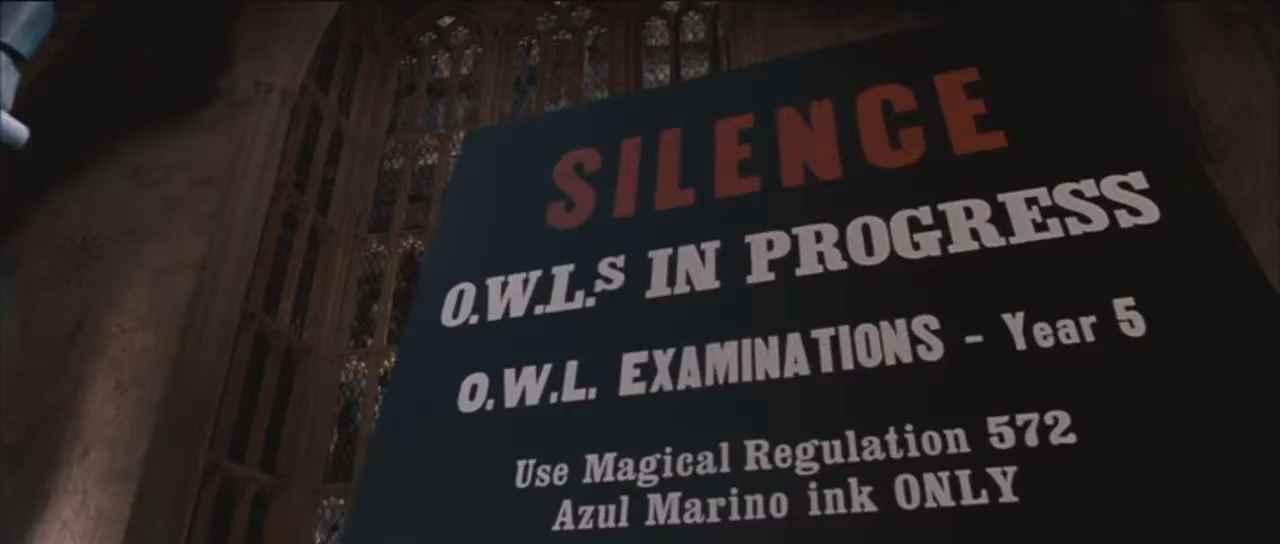 SILENCE
O.W.L.s IN PROGRESS
O.W.L. EXAMINATIONS - Year 5
Use Magical Regulation 572
Azul Marino ink ONLY